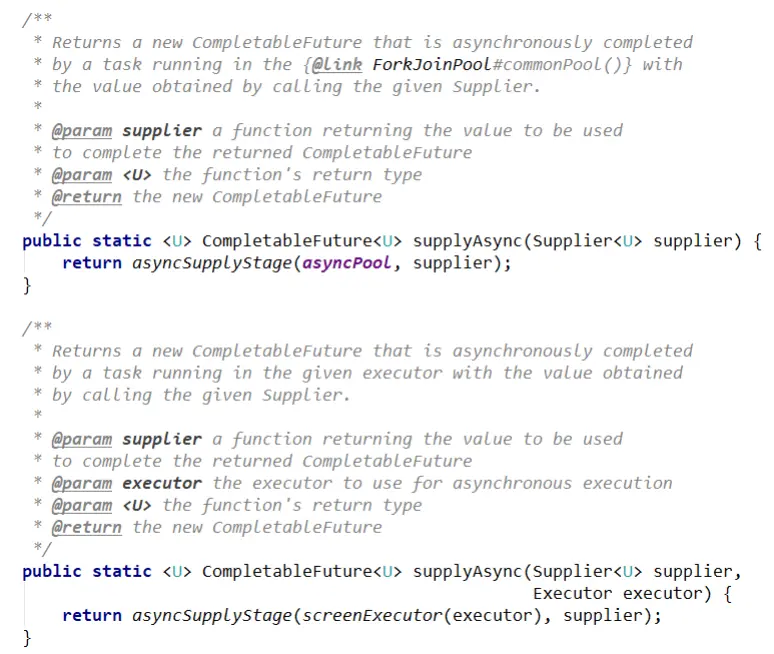 /**
 * Returns a new CompletableFuture that is asynchronously completed
 * by a task running in the {@link ForkJoinPool#commonPool()} with
 * the value obtained by calling the given Supplier.
 *
 * @param supplier a function returning the value to be used
 * to complete the returned CompletableFuture
 * @param <U> the function's return type
 * @return the new CompletableFuture
 */
public static <U> CompletableFuture<U> supplyAsync(Supplier<U> supplier) {
    return asyncSupplyStage(asyncPool, supplier);
}
/**
 * Returns a new CompletableFuture that is asynchronously completed
 * by a task running in the given executor with the value obtained
 * by calling the given Supplier.
 *
 * @param supplier a function returning the value to be used
 * to complete the returned CompletableFuture
 * @param executor the executor to use for asynchronous execution
 * @param <U> the function's return type
 * @return the new CompletableFuture
 */
public static <U> CompletableFuture<U> supplyAsync(Supplier<U> supplier,
                                                   Executor executor) {
    return asyncSupplyStage(screenExecutor(executor), supplier);
}